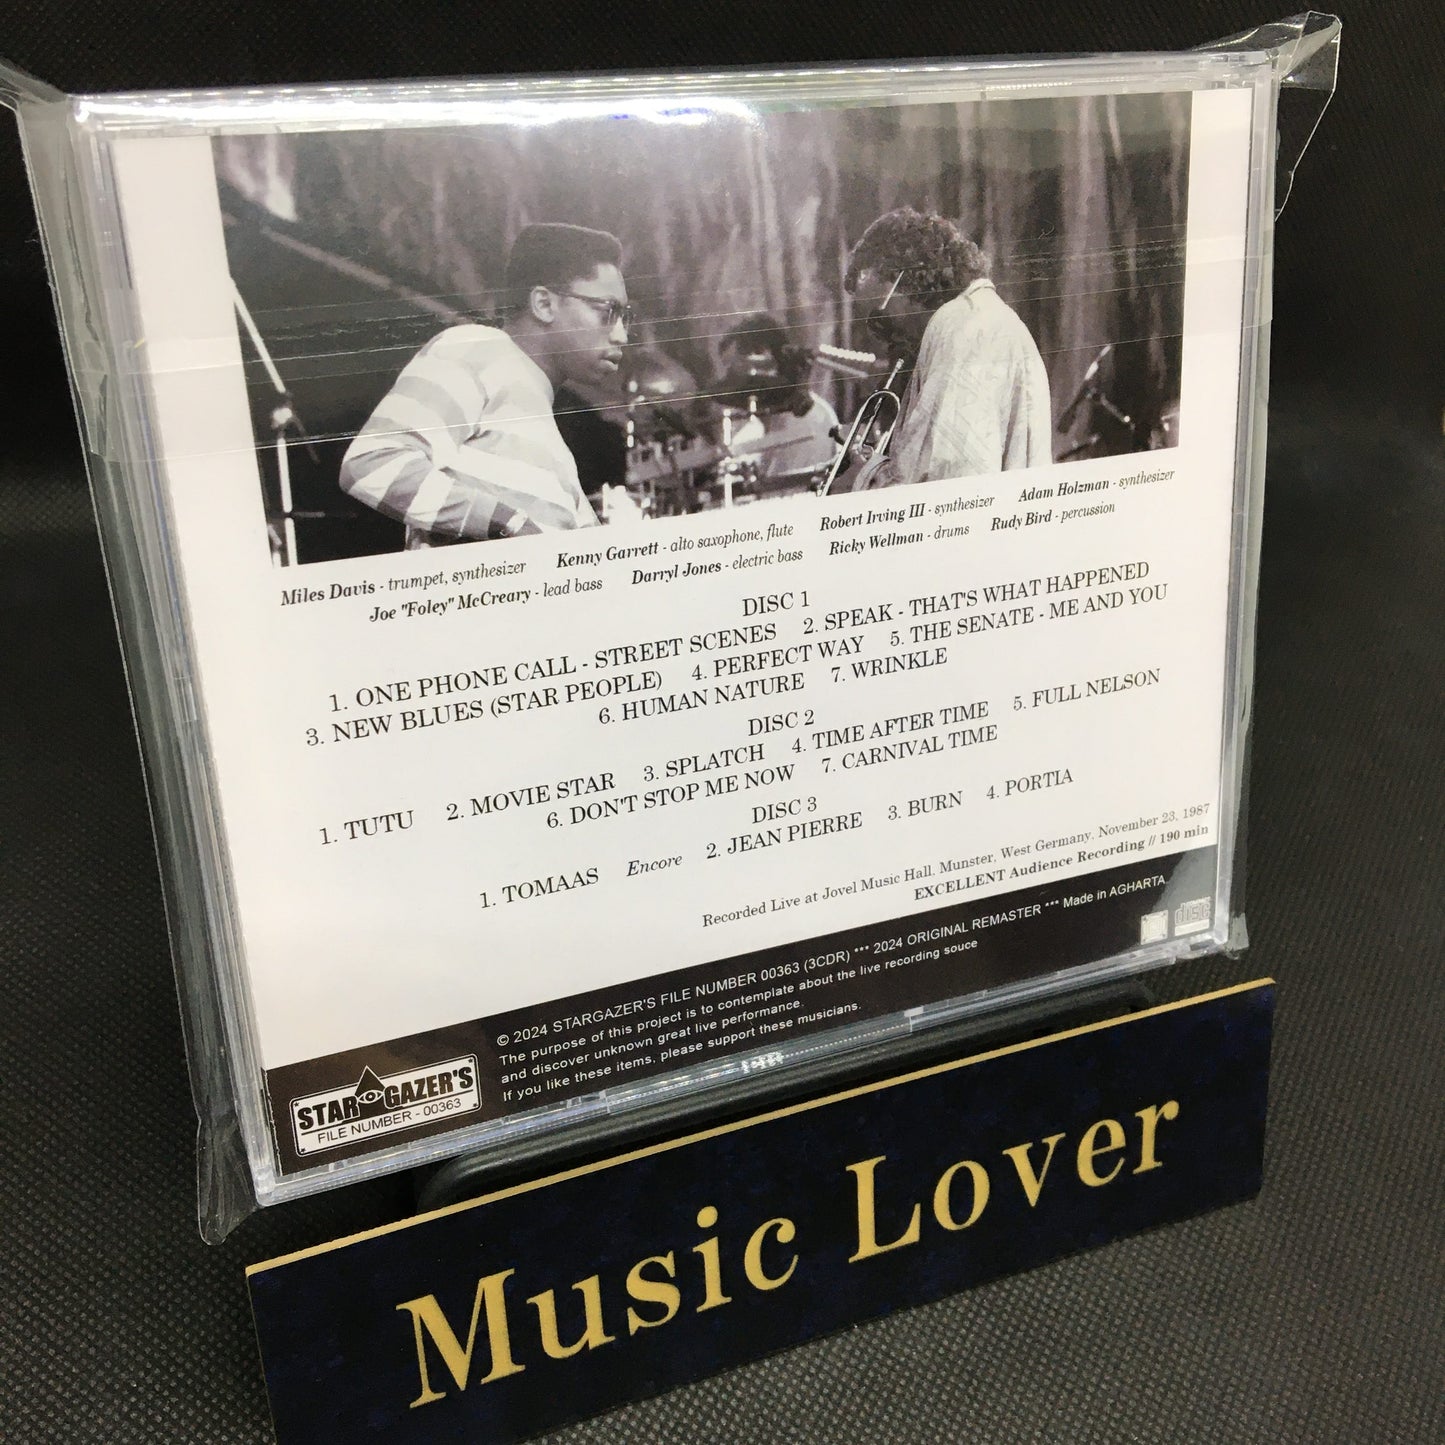 Miles Davis - trumpet, synthesizer Kenny Garrett - alto saxophone, flute Robert Irving III - synthesizer Adam Holzman - synthesizer
Joe "Foley" McCreary - lead bass Darryl Jones - electric bass Ricky Wellman - drums Rudy Bird - percussion
DISC 1
1. ONE PHONE CALL - STREET SCENES 2. SPEAK - THAT'S WHAT HAPPENED
3. NEW BLUES (STAR PEOPLE) 4. PERFECT WAY 5. THE SENATE - ME AND YOU
6. HUMAN NATURE 7. WRINKLE
DISC 2
1. TUTU 2. MOVIE STAR 3. SPLATCH 4. TIME AFTER TIME 5. FULL NELSON
6. DON'T STOP ME NOW 7. CARNIVAL TIME
DISC 3
1. TOMAAS Encore 2. JEAN PIERRE 3. BURN 4. PORTIA
Recorded Live at Jovel Music Hall, Munster, West Germany, November 23, 1987
EXCELLENT Audience Recording // 190 min
© 2024 STARGAZER'S FILE NUMBER 00363 (3CDR) *** 2024 ORIGINAL REMASTER *** Made in AGHARTA
The purpose of this project is to contemplate about the live recording souce
and discover unknown great live performance.
If you like these items, please support these musicians.
STAR GAZER'S
FILE NUMBER - 00363
disc
Music Lover